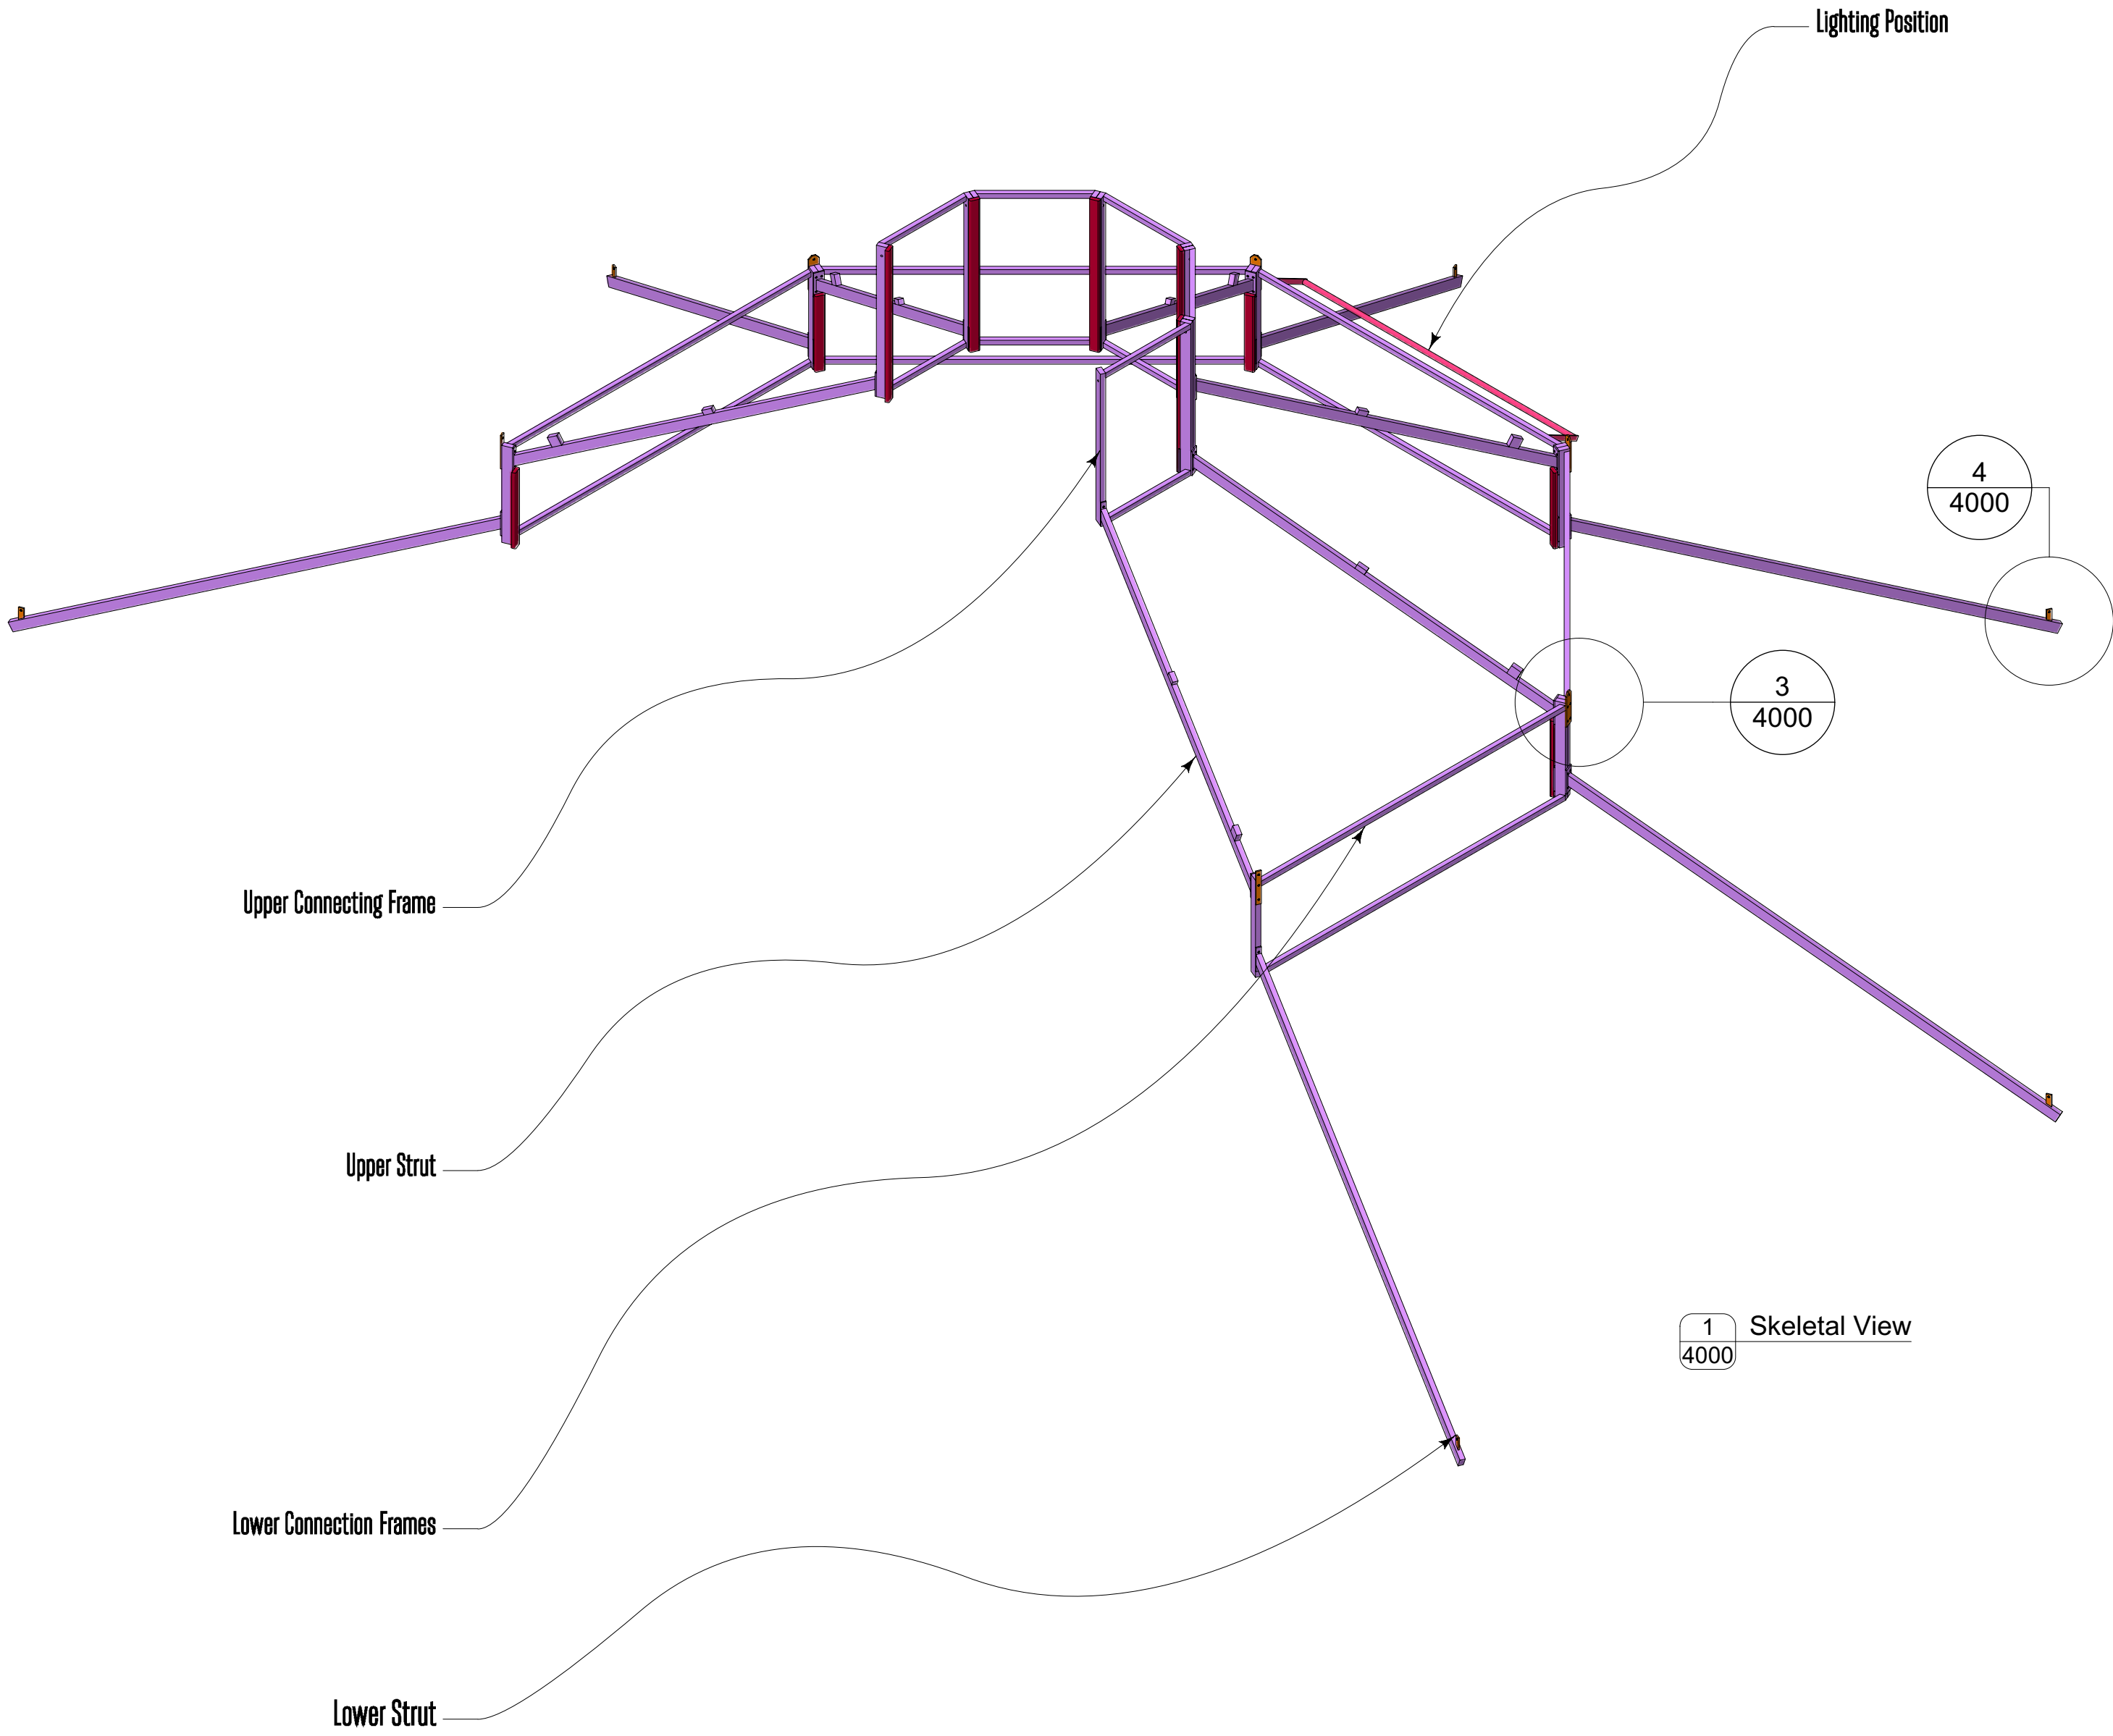 Lighting Position
4
4000
3
4000
Upper Connecting Frame
Upper Strut
1
4000
Skeletal View
Lower Connection Frames
Lower Strut